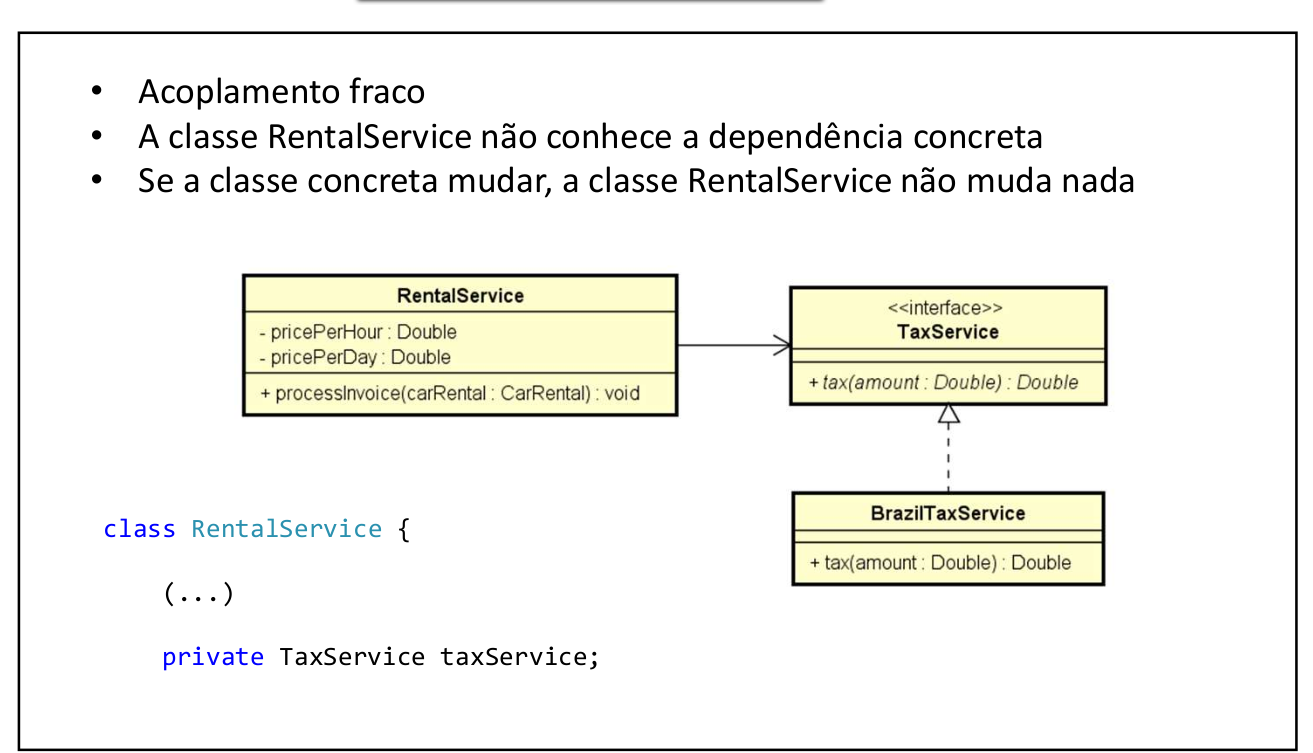 • Acoplamento fraco
• A classe RentalService não conhece a dependência concreta
• Se a classe concreta mudar, a classe RentalService não muda nada
RentalService
- pricePerHour : Double
- pricePerDay : Double
+ processInvoice(carRental : CarRental) : void
<<interface>>
TaxService
+ tax(amount : Double) : Double
BrazilTaxService
+ tax(amount : Double) : Double
class RentalService {
(...)
private TaxService taxService;